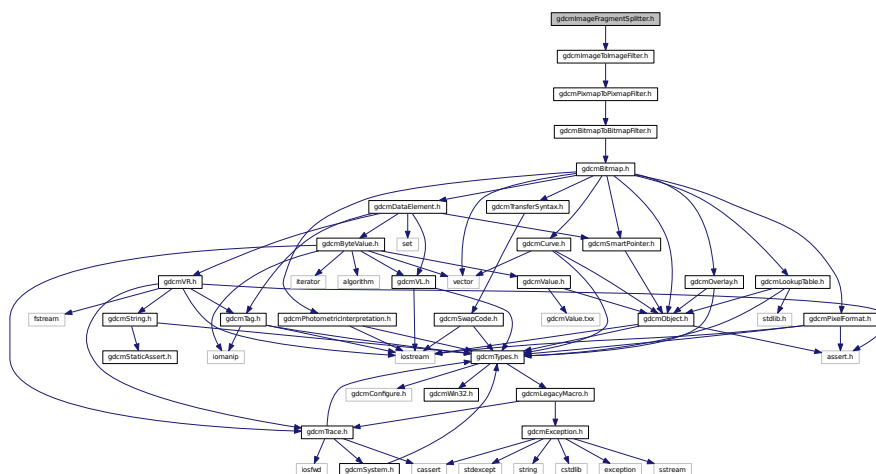 gdcmImageFragmentSplitter.h
gdcmImageToImageFilter.h
gdcmPixmapToPixmapFilter.h
gdcmBitmapToBitmapFilter.h
gdcmBitmap.h
gdcmDataElement.h
gdcmTransferSyntax.h
gdcmByteValue.h
set
gdcmCurve.h
gdcmSmartPointer.h
gdcmVR.h
iterator
algorithm
gdcmVL.h
vector
gdcmValue.h
gdcmOverlay.h
gdcmLookupTable.h
fstream
gdcmString.h
gdcmTag.h
gdcmPhotometricInterpretation.h
gdcmSwapCode.h
gdcmValue.txx
gdcmObject.h
stdlib.h
gdcmPixelFormat.h
gdcmStaticAssert.h
iomanip
iostream
gdcmTypes.h
assert.h
gdcmConfigure.h
gdcmWin32.h
gdcmLegacyMacro.h
gdcmTrace.h
gdcmException.h
iosfwd
gdcmSystem.h
cassert
stdexcept
string
cstdlib
exception
sstream